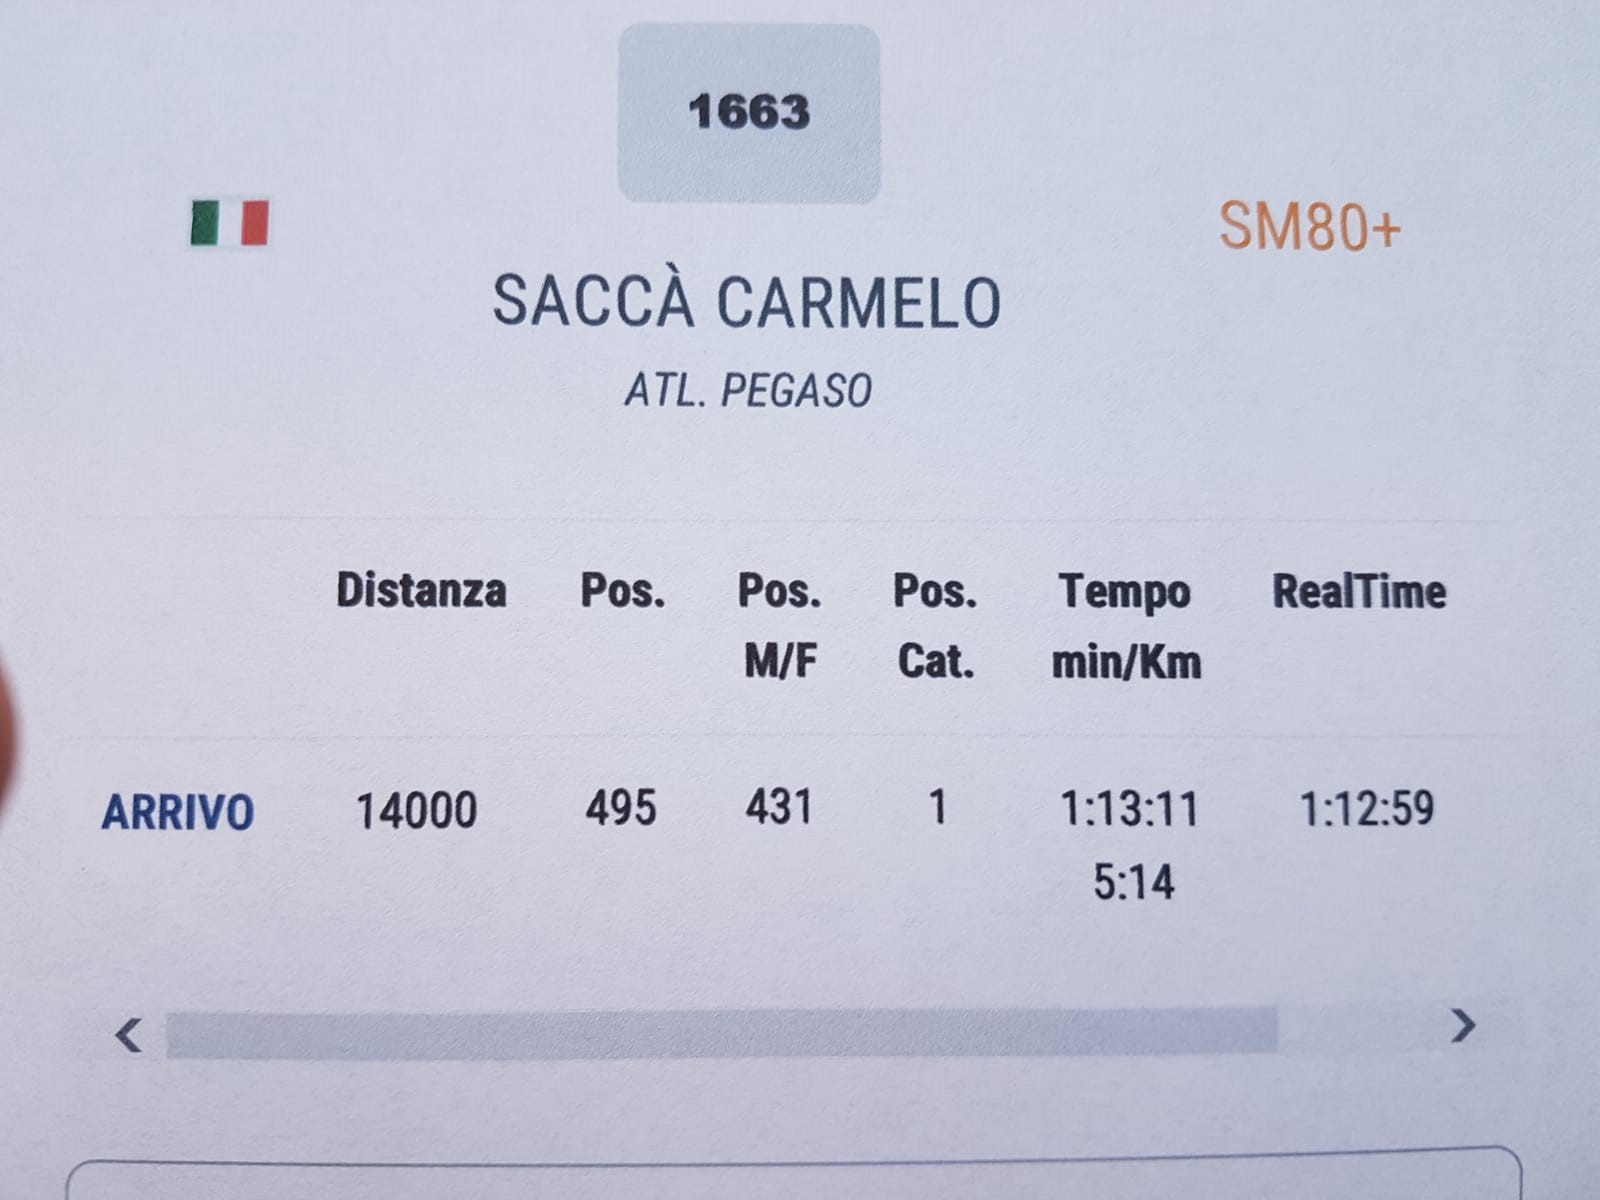 1663
SM80+
SACCÀ CARMELO
ATL. PEGASO
Distanza Pos. Pos. Pos. Tempo RealTime
M/F Cat. min/Km
ARRIVO 14000 495 431 1 1:13:11 1:12:59
5:14